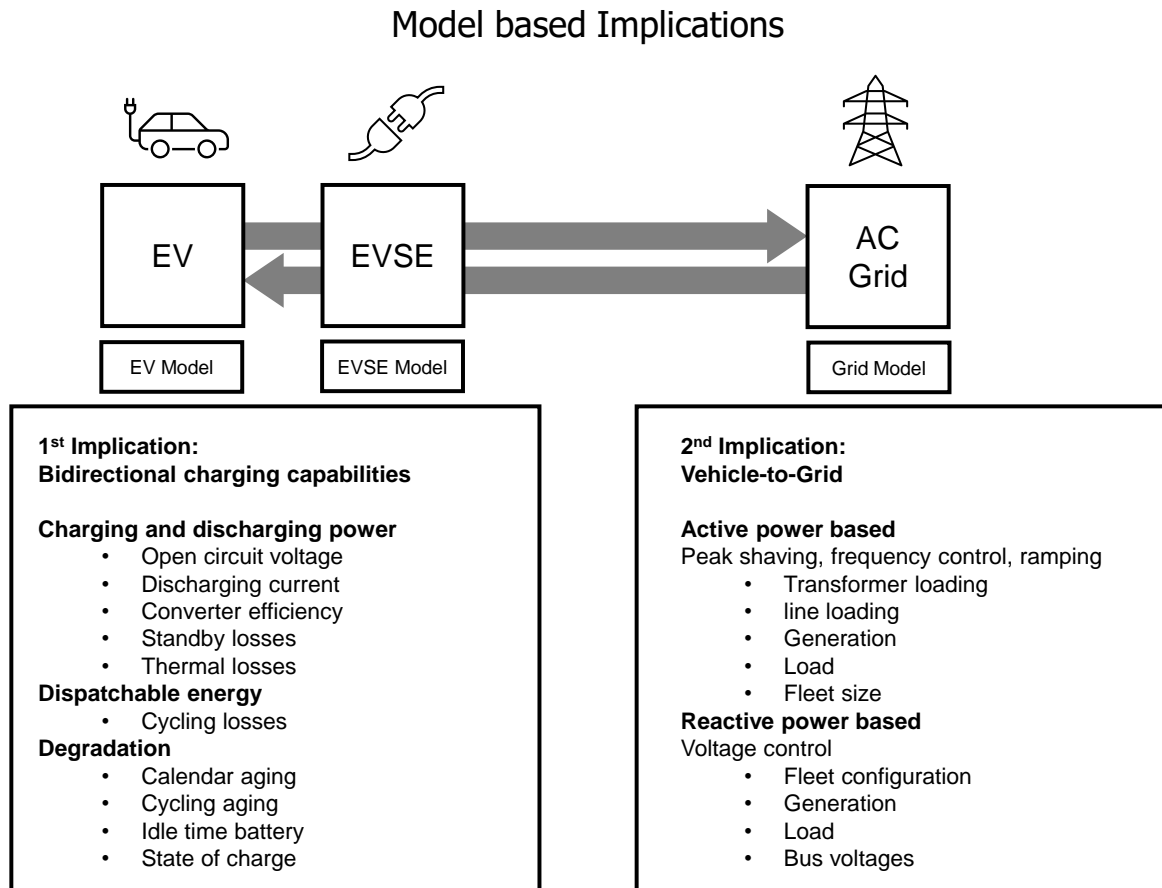 Model based Implications
EV
EVSE
AC
Grid
EV Model
EVSE Model
Grid Model
1st Implication:
Bidirectional charging capabilities
Charging and discharging power
• Open circuit voltage
• Discharging current
• Converter efficiency
• Standby losses
• Thermal losses
Dispatchable energy
• Cycling losses
Degradation
• Calendar aging
• Cycling aging
• Idle time battery
• State of charge
2nd Implication:
Vehicle-to-Grid
Active power based
Peak shaving, frequency control, ramping
• Transformer loading
• line loading
• Generation
• Load
• Fleet size
Reactive power based
Voltage control
• Fleet configuration
• Generation
• Load
• Bus voltages